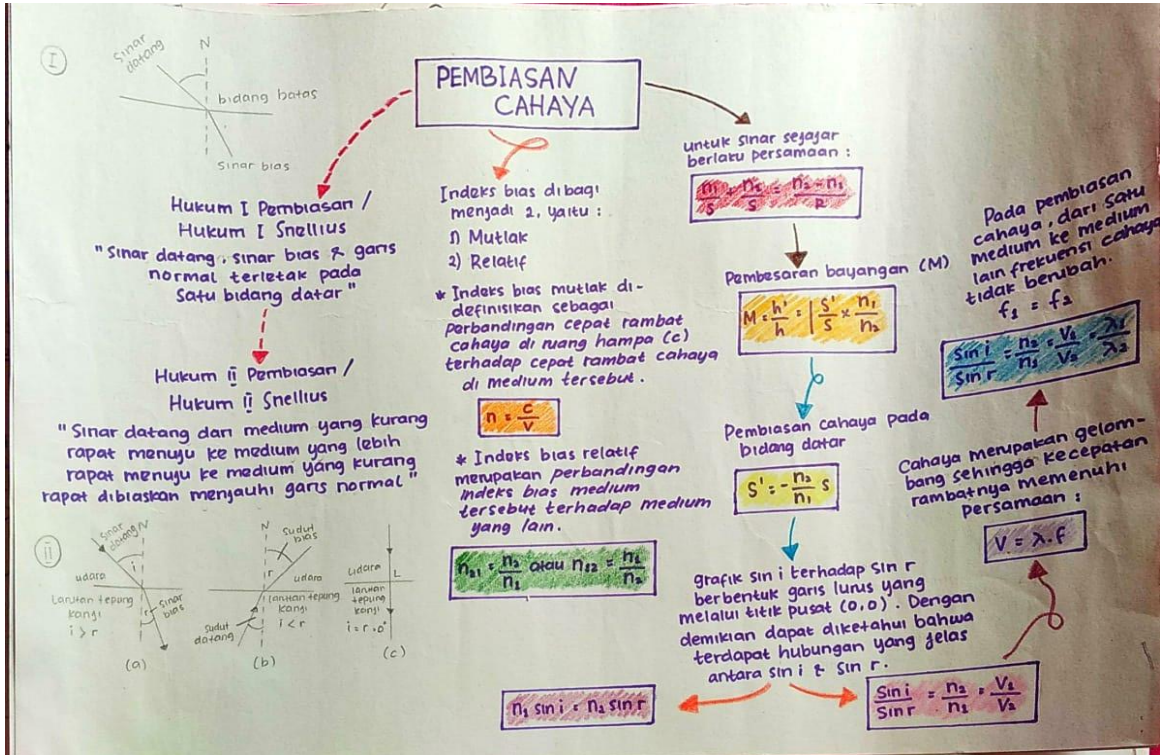 I
Sinar
datang
N
bidang batas
Sinar bias
PEMBIASAN
CAHAYA
Hukum I Pembiasan /
Hukum I Snellius
"Sinar datang, sinar bias & garis
normal terletak pada
satu bidang datar"
Hukum ii Pembiasan /
Hukum ii Snellius
"Sinar datang dari medium yang kurang
rapat menuju ke medium yang lebih
rapat menuju ke medium yang kurang
rapat dibiaskan menjauhi garis normal"
ii
Sinar
datang
N
i
udara
Larutan tepung
kanji
i > r
r
Sinar
bias
(a)
N
Sudut
bias
r
udara
larutan tepung
kanji
i < r
Sudut
datang
(b)
udara
L
larutan
tepung
kanji
i = r = 0°
(c)
Indeks bias dibagi
menjadi 2, yaitu :
1) Mutlak
2) Relatif
* Indeks bias mutlak di-
definisikan sebagai
perbandingan cepat rambat
cahaya di ruang hampa (c)
terhadap cepat rambat cahaya
di medium tersebut.
n = c/v
* Indeks bias relatif
merupakan perbandingan
indeks bias medium
tersebut terhadap medium
yang lain.
n21 = n2/n1 atau n12 = n1/n2
untuk sinar sejajar
berlaku persamaan :
Pembesaran bayangan (M)
M = h'/h = |S'/S × n1/n2
Pembiasan cahaya pada
bidang datar
S' = - n2/n1 S
grafik sin i terhadap sin r
berbentuk garis lurus yang
melalui titik pusat (0,0). Dengan
demikian dapat diketahui bahwa
terdapat hubungan yang jelas
antara sin i & sin r.
n1 sin i = n2 sin r
Sin i/Sin r = n2/n1 = V1/V2
V = λ.f
Cahaya merupakan gelom-
bang sehingga kecepatan
rambatnya memenuhi
persamaan :
Sin i/Sin r = n2/n1 = V1/V2 = λ1/λ2
Pada pembiasan
cahaya, dari satu
medium ke medium
lain frekuensi cahaya
tidak berubah.
f1 = f2